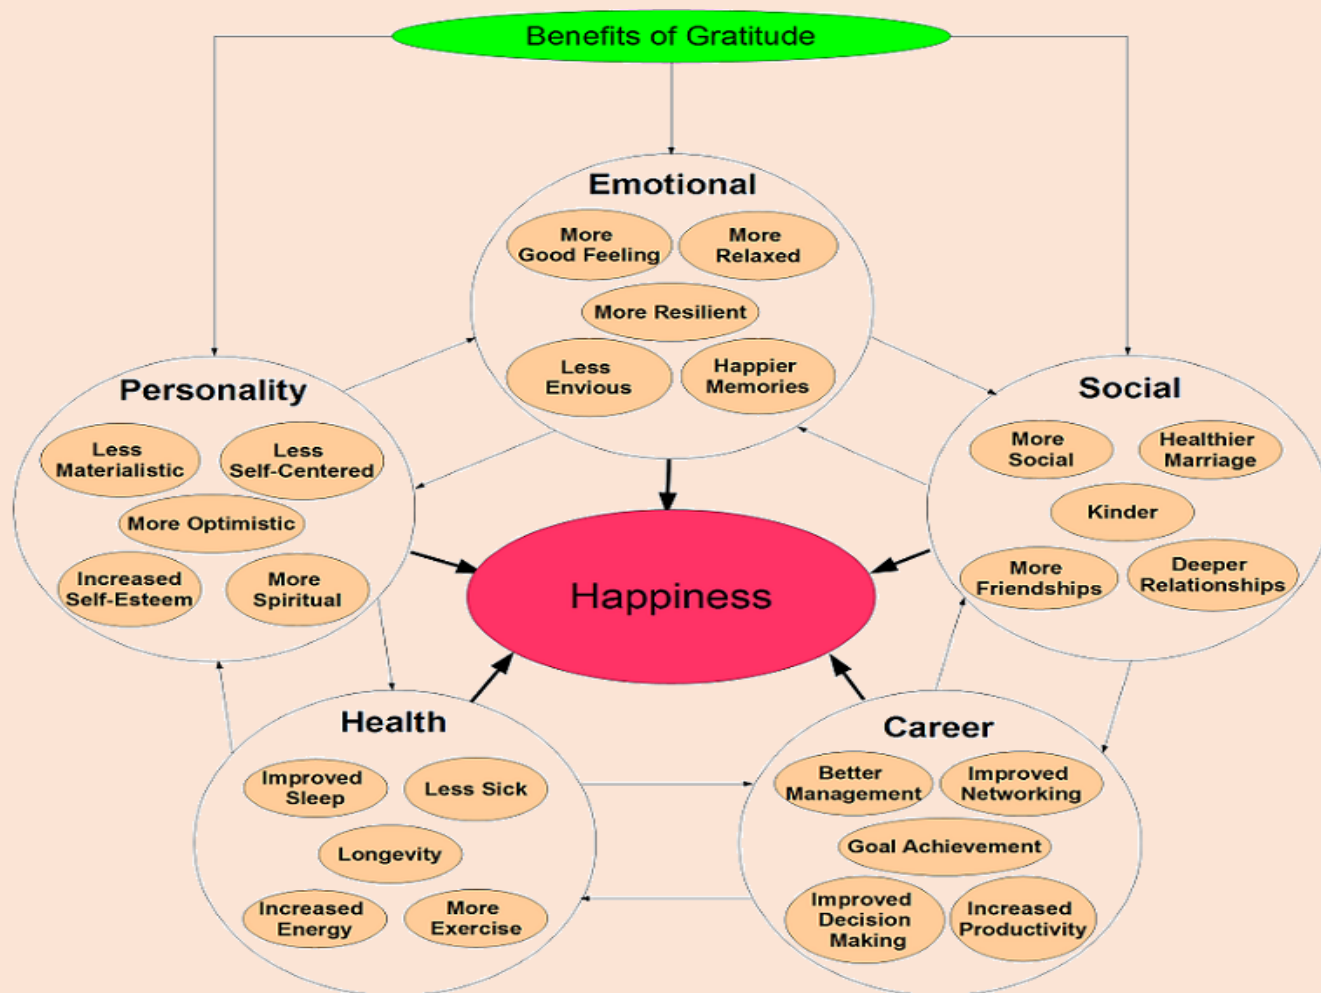 Benefits of Gratitude
Emotional
More
Good Feeling
More
Relaxed
More Resilient
Less
Envious
Happier
Memories
Personality
Less
Materialistic
Less
Self-Centered
More Optimistic
Increased
Self-Esteem
More
Spiritual
Social
More
Social
Healthier
Marriage
Kinder
More
Friendships
Deeper
Relationships
Happiness
Health
Improved
Sleep
Less Sick
Longevity
Increased
Energy
More
Exercise
Career
Better
Management
Improved
Networking
Goal Achievement
Improved
Decision
Making
Increased
Productivity